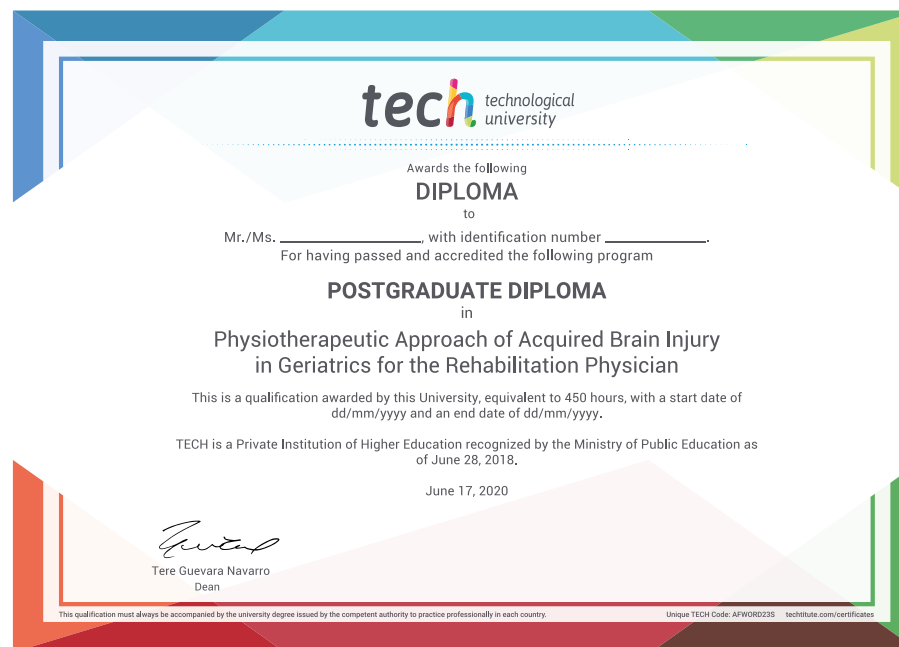 tech technological
university
Awards the following
DIPLOMA
to
Mr./Ms. ____________________, with identification number ______________.
For having passed and accredited the following program
POSTGRADUATE DIPLOMA
in
Physiotherapeutic Approach of Acquired Brain Injury
in Geriatrics for the Rehabilitation Physician
This is a qualification awarded by this University, equivalent to 450 hours, with a start date of
dd/mm/yyyy and an end date of dd/mm/yyyy.
TECH is a Private Institution of Higher Education recognized by the Ministry of Public Education as
of June 28, 2018.
June 17, 2020
Tere Guevara Navarro
Dean
This qualification must always be accompanied by the university degree issued by the competent authority to practice professionally in each country. Unique TECH Code: AFWORD23S techtitute.com/certificates